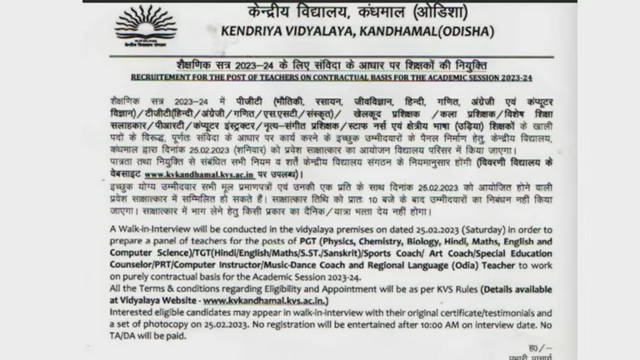 केन्द्रीय विद्यालय, कंधमाल (ओडिशा)
KENDRIYA VIDYALAYA, KANDHAMAL(ODISHA)
शैक्षणिक सत्र 2023-24 के लिए संविदा के आधार पर शिक्षकों की नियुक्ति
RECRUITEMENT FOR THE POST OF TEACHERS ON CONTRACTUAL BASIS FOR THE ACADEMIC SESSION 2023-24
शैक्षणिक सत्र 2023-24 मे पीजीटी (भौतिकी, रसायन, जीवविज्ञान, हिन्दी, गणित, अंग्रेजी एवं कंप्यूटर
विज्ञान)/टीजीटी(हिन्दी/अंग्रेजी/गणित/एस.एसटी/संस्कृत)/ खेलकूद प्रशिक्षक /कला प्रशिक्षक/विशेष शिक्षा
सलाहकार/पीआरटी/कंप्यूटर इंस्ट्रक्टर/नृत्य-संगीत प्रशिक्षक/स्टाफ नर्स एवं क्षेत्रीय भाषा (उड़िया) शिक्षकों के खाली
पदों के विरुद्ध, पूर्णतः संविदा के आधार पर कार्य करने के इच्छुक उम्मीदवारों के पैनल निर्माण हेतु, केन्द्रीय विद्यालय,
कंधमाल द्वारा दिनांक 25.02.2023 (शनिवार) को प्रवेश साक्षात्कार का आयोजन विद्यालय परिसर में किया जाएगा।
पात्रता तथा नियुक्ति से संबंधित सभी नियम व शर्तें केन्द्रीय विद्यालय संगठन के नियमानुसार होंगी (विवरणी विद्यालय के
वेबसाइट www.kvkandhamal.kvs.ac.in पर उपलब्ध)।
इच्छुक योग्य उम्मीदवार सभी मूल प्रमाणपत्रों एवं उनकी एक प्रति के साथ दिनांक 25.02.2023 को आयोजित होने वाली
प्रवेश साक्षात्कार में सम्मिलित हो सकते हैं। साक्षात्कार तिथि को प्रातः 10 बजे के बाद उम्मीदवारों का निबंधन नहीं किया
जाएगा। साक्षात्कार में भाग लेने हेतु किसी प्रकार का दैनिक/यात्रा भत्ता देय नहीं होगा।
A Walk-in-Interview will be conducted in the vidyalaya premises on dated 25.02.2023 (Saturday) in order to
prepare a panel of teachers for the posts of PGT (Physics, Chemistry, Biology, Hindi, Maths, English and
Computer Science)/TGT(Hindi/English/Maths/S.ST./Sanskrit)/Sports Coach/ Art Coach/Special Education
Counselor/PRT/Computer Instructor/Music-Dance Coach and Regional Language (Odia) Teacher to work
on purely contractual basis for the Academic Session 2023-24.
All the Terms & conditions regarding Eligibility and Appointment will be as per KVS Rules (Details available
at Vidyalaya Website - www.kvkandhamal.kvs.ac.in.)
Interested eligible candidates may appear in walk-in-interview with their original certificate/testimonials and
a set of photocopy on 25.02.2023. No registration will be entertained after 10:00 AM on interview date. No
TA/DA will be paid.
ह०/-